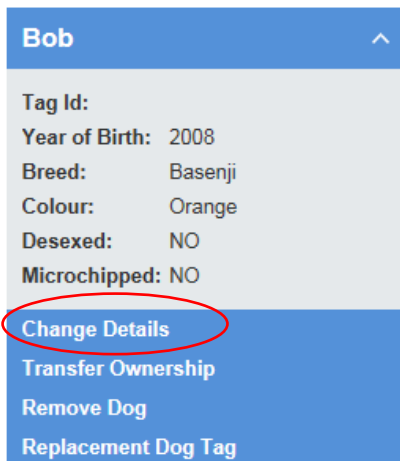 Bob
Tag Id:
Year of Birth: 2008
Breed: Basenji
Colour: Orange
Desexed: NO
Microchipped: NO
Change Details
Transfer Ownership
Remove Dog
Replacement Dog Tag